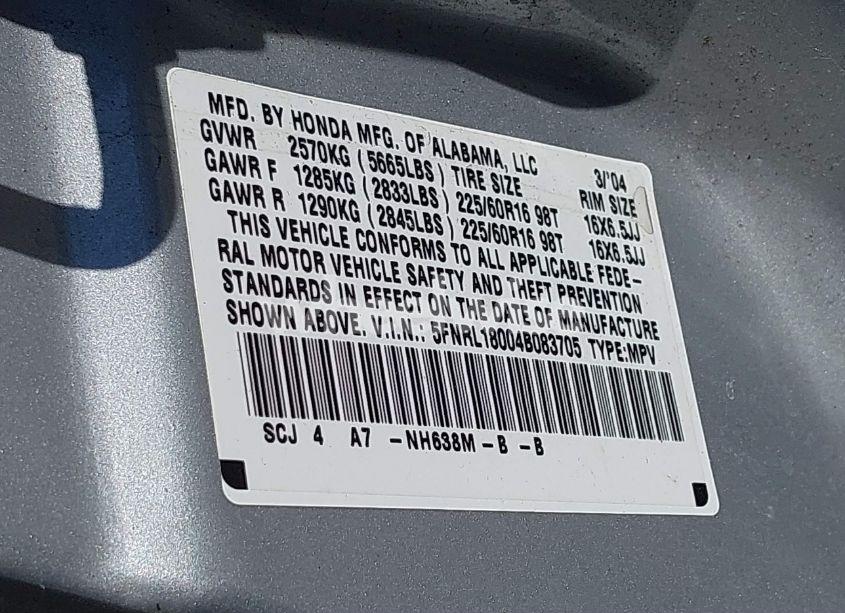 MFD. BY HONDA MFG. OF ALABAMA, LLC 3/'04
GVWR 2570KG (5665LBS) TIRE SIZE RIM SIZE
GAWR F 1285KG (2833LBS) 225/60R16 98T 16X6.5JJ
GAWR R 1290KG (2845LBS) 225/60R16 98T 16X6.5JJ
THIS VEHICLE CONFORMS TO ALL APPLICABLE FEDE-
RAL MOTOR VEHICLE SAFETY AND THEFT PREVENTION
STANDARDS IN EFFECT ON THE DATE OF MANUFACTURE
SHOWN ABOVE. V.I.N.: 5FNRL18004B083705 TYPE:MPV
SCJ 4 A7 -NH638M -B -B